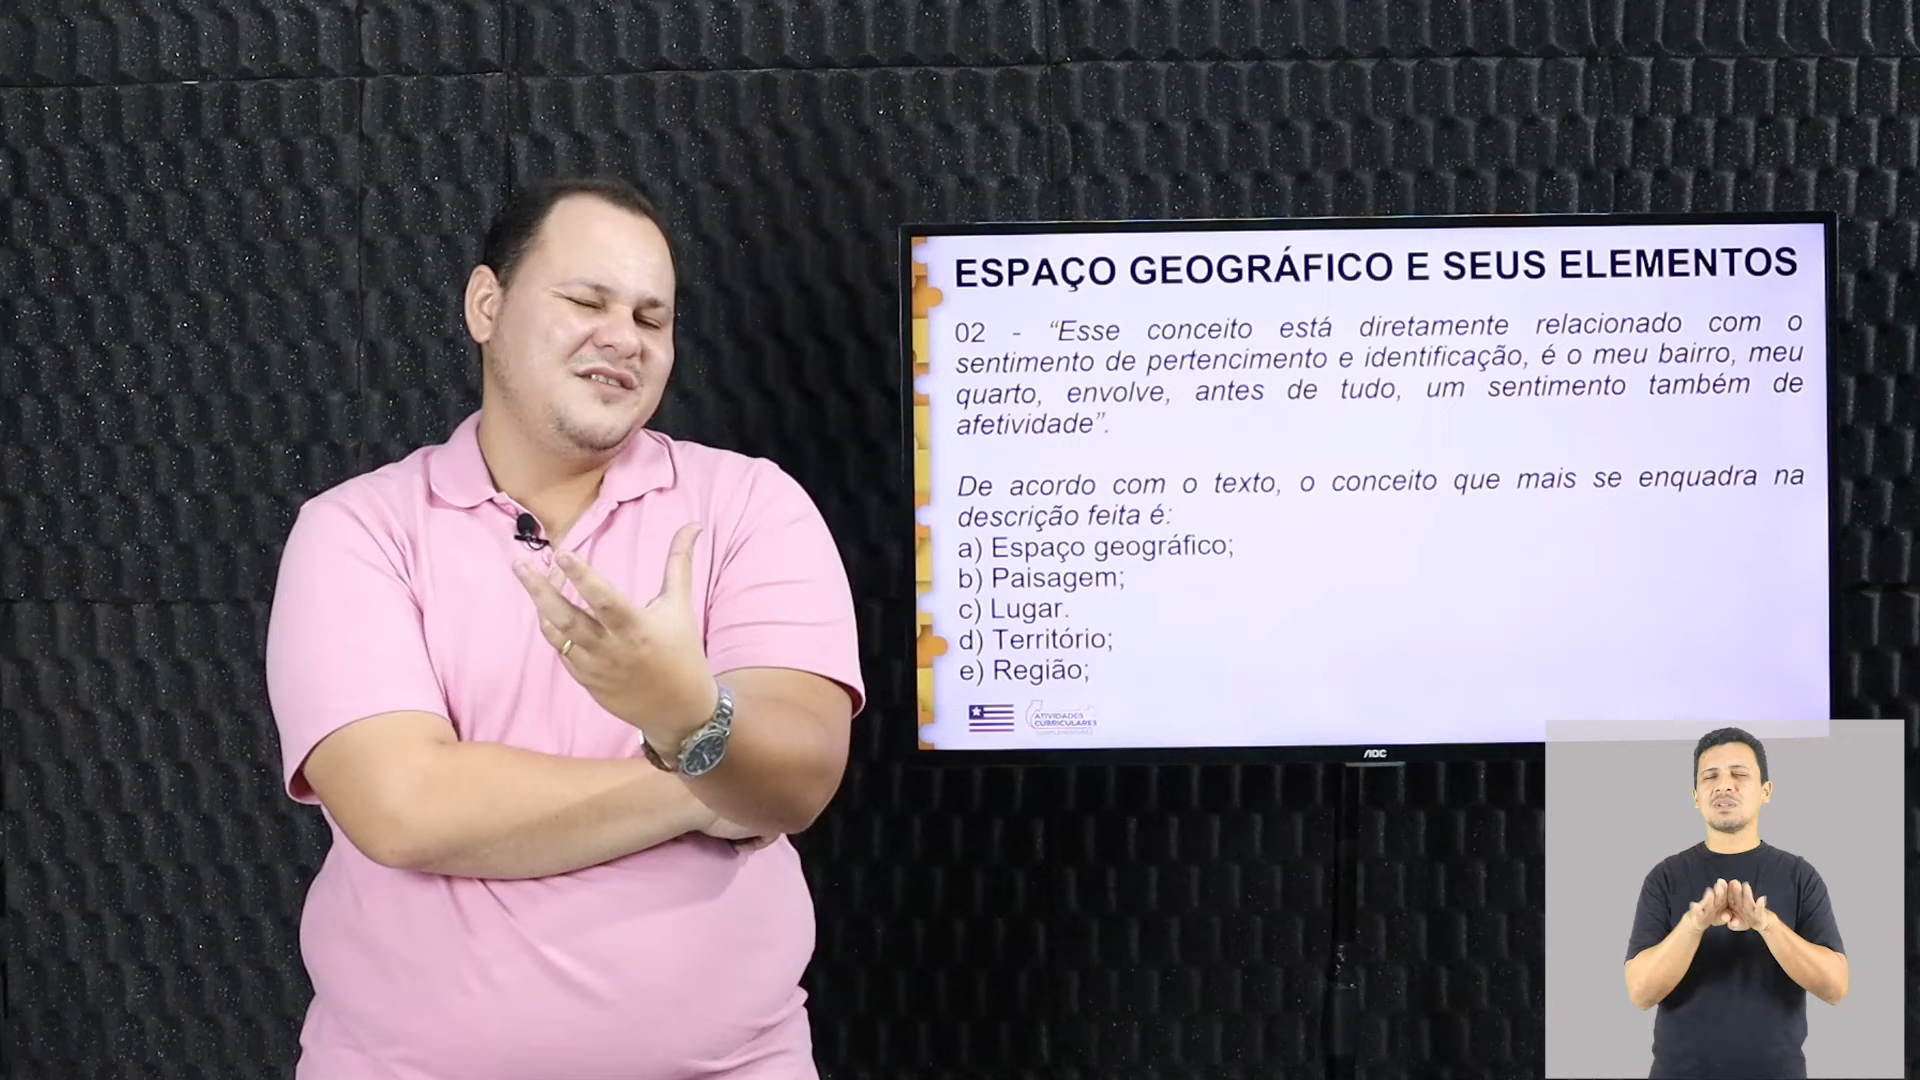 ESPAÇO GEOGRÁFICO E SEUS ELEMENTOS
02 - “Esse conceito está diretamente relacionado com o
sentimento de pertencimento e identificação, é o meu bairro, meu
quarto, envolve, antes de tudo, um sentimento também de
afetividade”.
De acordo com o texto, o conceito que mais se enquadra na
descrição feita é:
a) Espaço geográfico;
b) Paisagem;
c) Lugar.
d) Território;
e) Região;
ATIVIDADES
CURRICULARES
COMPLEMENTARES
AOC